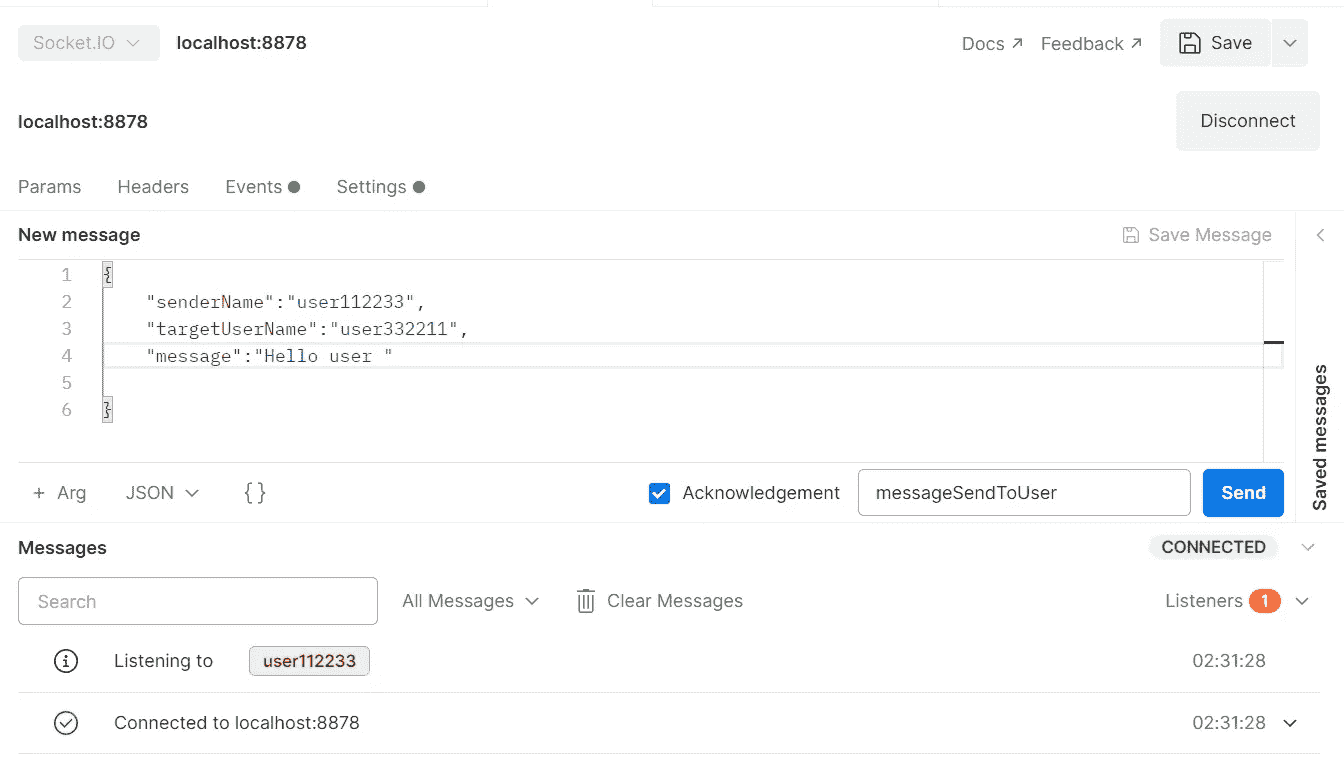 Socket.IO localhost:8878 Docs Feedback Save
localhost:8878 Disconnect
Params Headers Events Settings
New message Save Message
1 {
2 "senderName":"user112233",
3 "targetUserName":"user332211",
4 "message":"Hello user "
5
6 }
Saved messages
+ Arg JSON {} Acknowledgement messageSendToUser Send
Messages CONNECTED
Search All Messages Clear Messages Listeners 1
Listening to user112233 02:31:28
Connected to localhost:8878 02:31:28